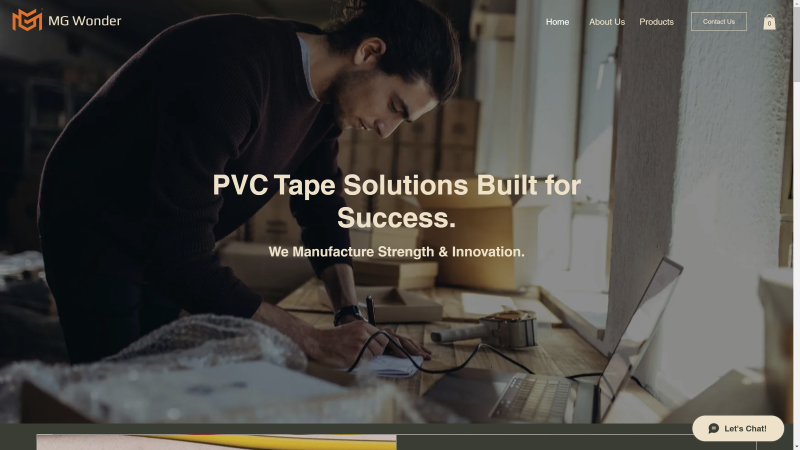 MG Wonder
Home
About Us
Products
Contact Us
0
PVC Tape Solutions Built for
Success.
We Manufacture Strength & Innovation.
Let's Chat!